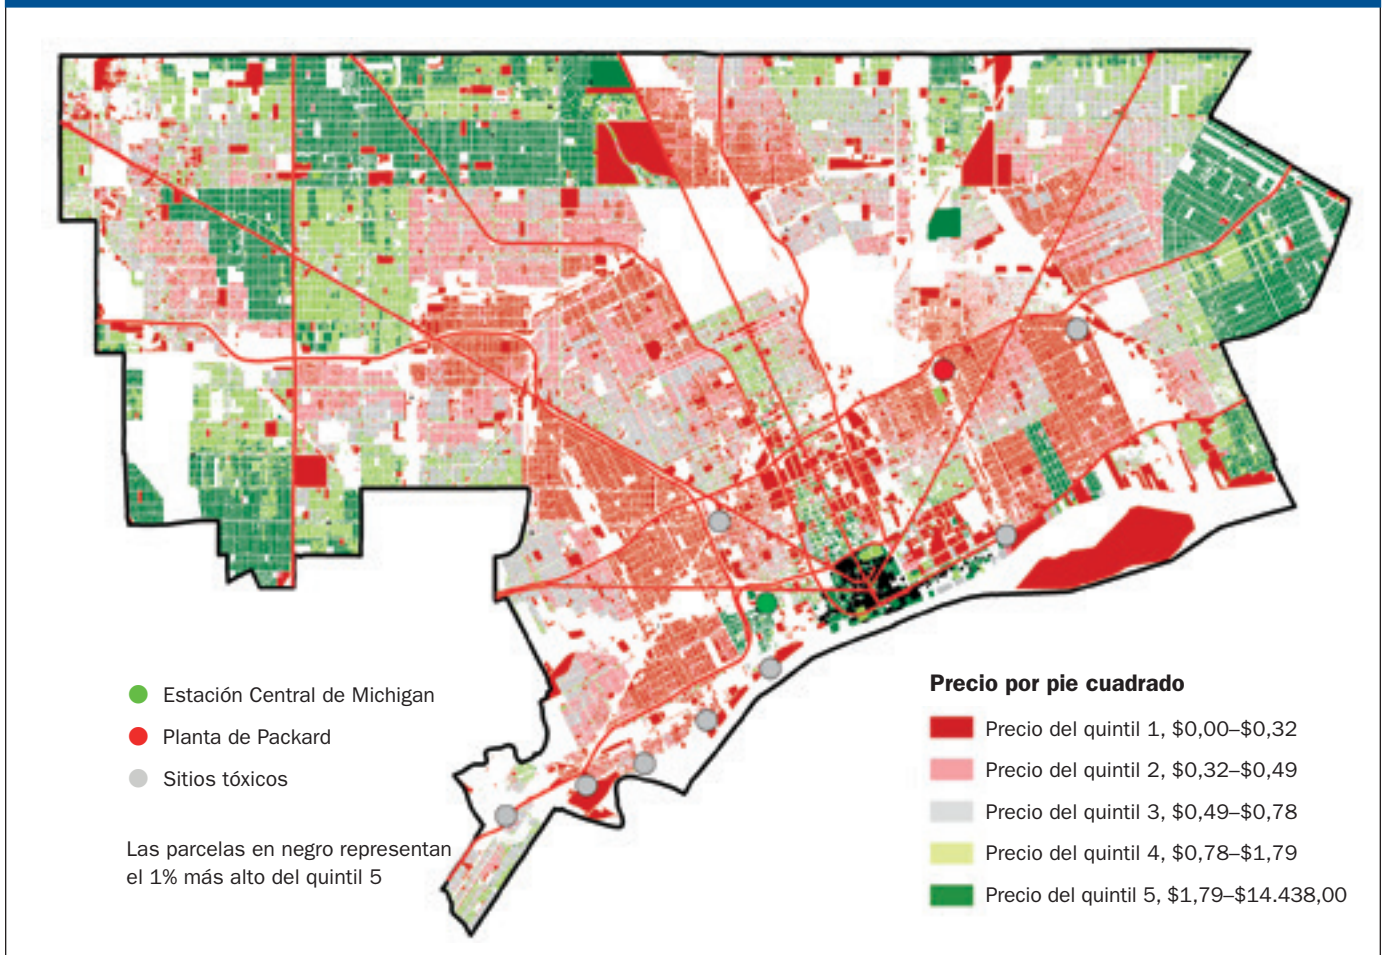 Estación Central de Michigan
Planta de Packard
Sitios tóxicos
Las parcelas en negro representan
el 1% más alto del quintil 5
Precio por pie cuadrado
Precio del quintil 1, $0,00–$0,32
Precio del quintil 2, $0,32–$0,49
Precio del quintil 3, $0,49–$0,78
Precio del quintil 4, $0,78–$1,79
Precio del quintil 5, $1,79–$14.438,00